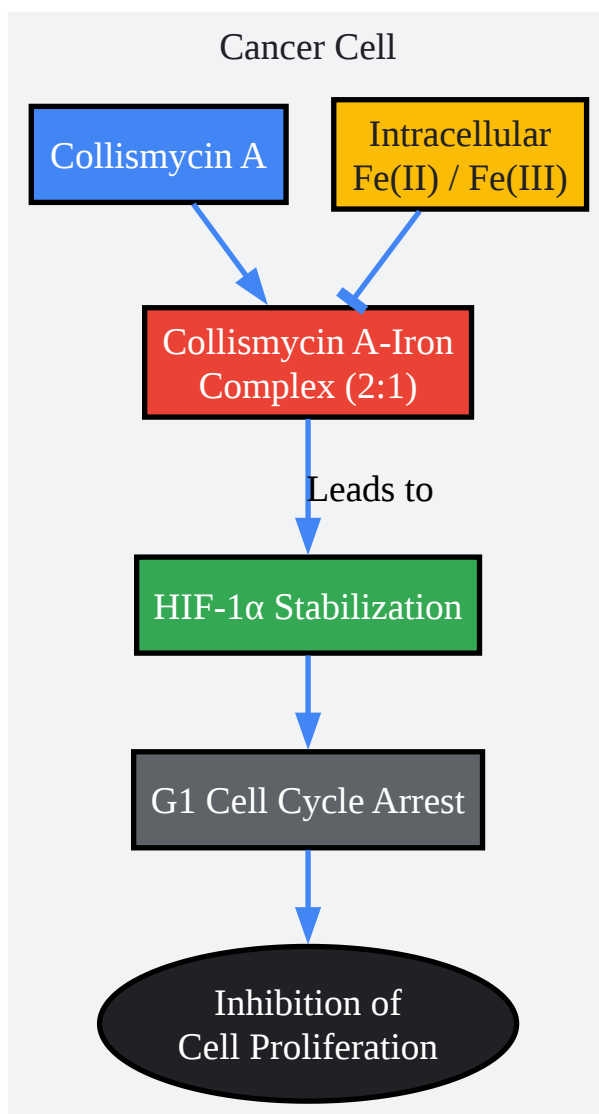 Cancer Cell
Collismycin A
Intracellular
Fe(II) / Fe(III)
Collismycin A-Iron
Complex (2:1)
Leads to
HIF-1α Stabilization
G1 Cell Cycle Arrest
Inhibition of
Cell Proliferation